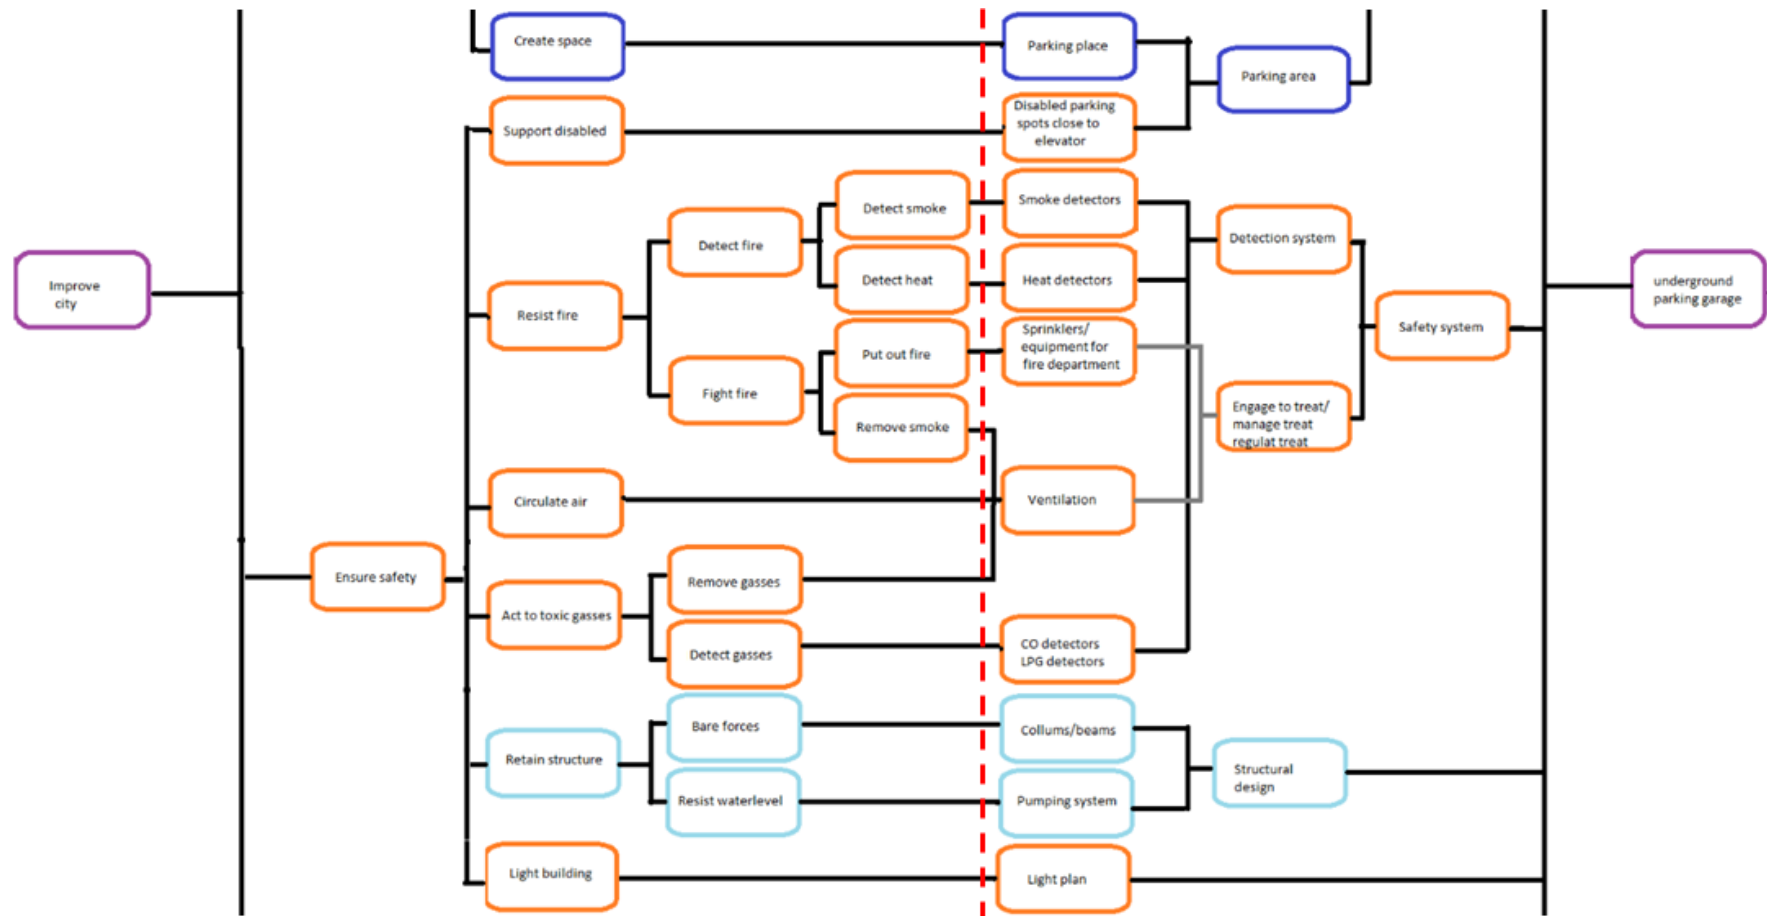 Create space
Parking place
Parking area
Support disabled
Disabled parking
spots close to
elevator
Detect smoke
Smoke detectors
Detect fire
Detection system
Detect heat
Heat detectors
Improve
city
Resist fire
underground
parking garage
Put out fire
Sprinklers/
equipment for
fire department
Safety system
Fight fire
Remove smoke
Engage to treat/
manage treat
regulat treat
Circulate air
Ventilation
Ensure safety
Remove gasses
Act to toxic gasses
Detect gasses
CO detectors
LPG detectors
Bare forces
Collums/beams
Retain structure
Structural
design
Resist waterlevel
Pumping system
Light building
Light plan